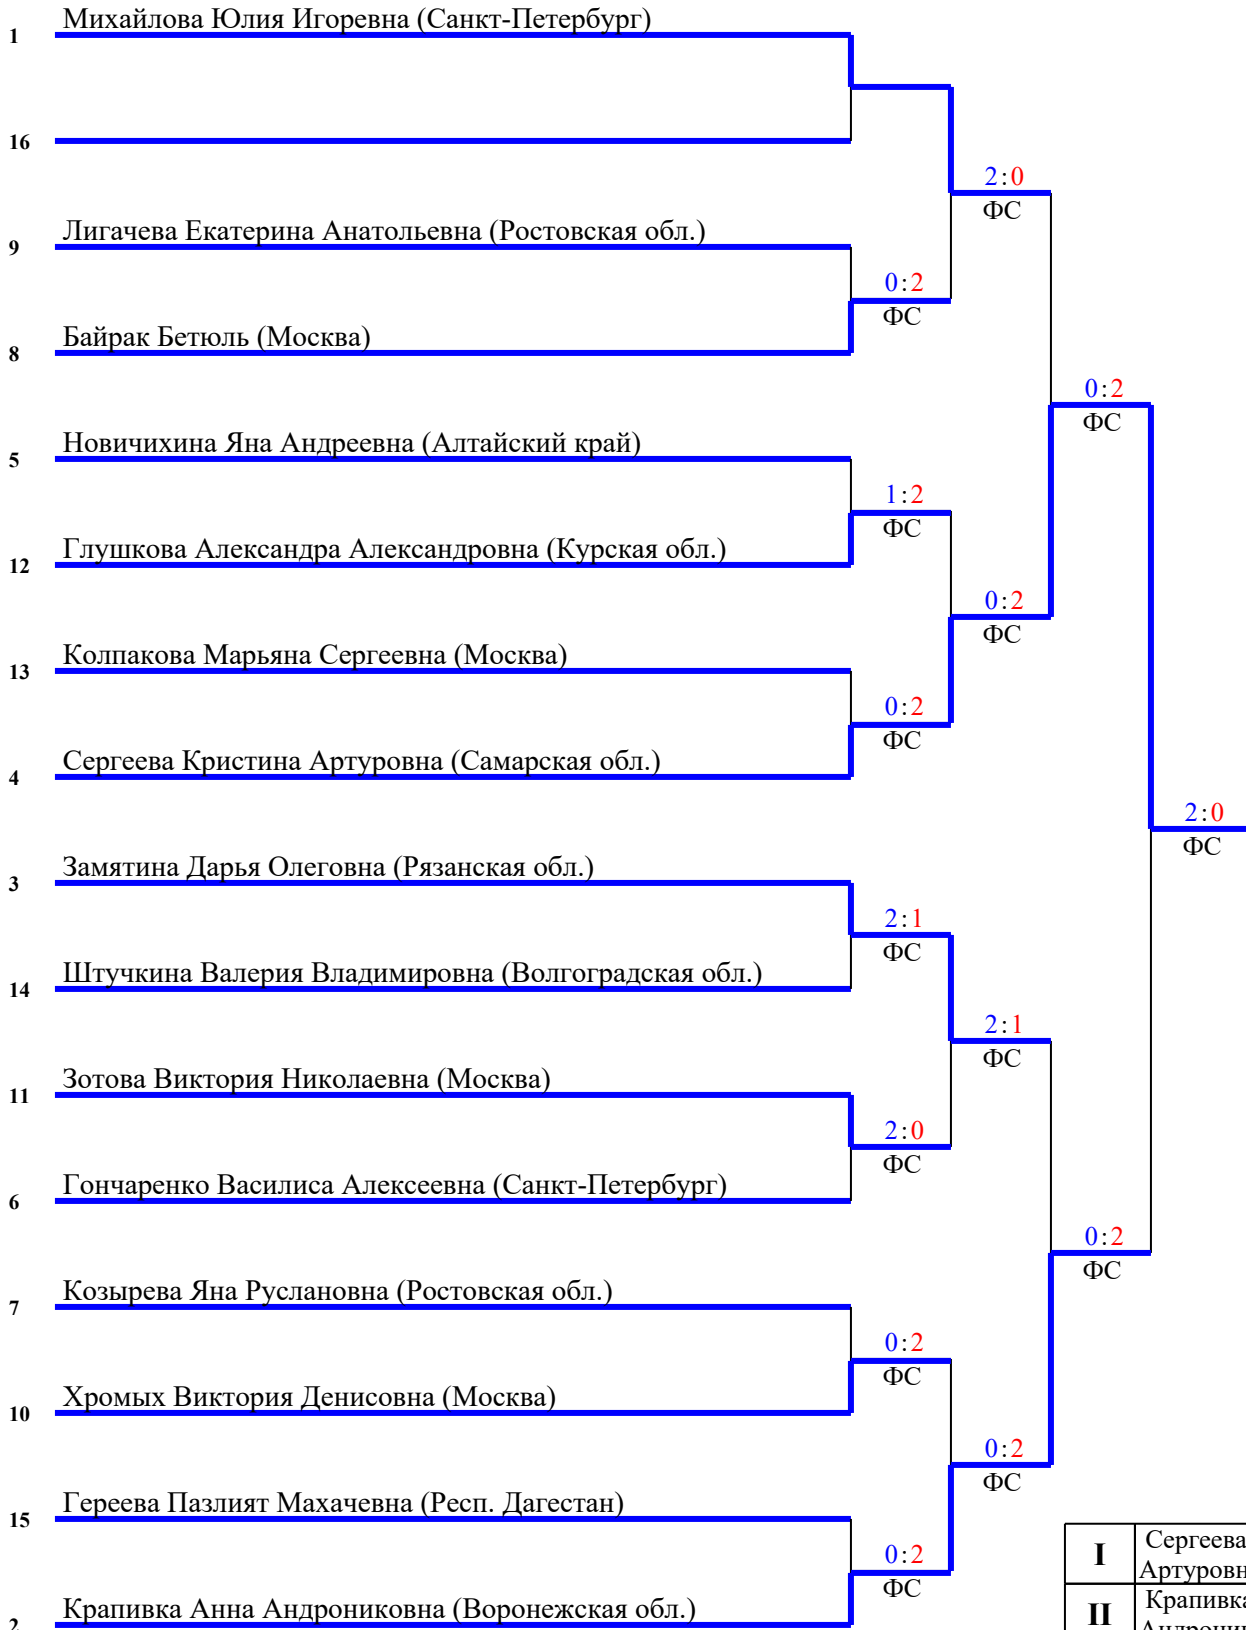 Михайлова Юлия Игоревна (Санкт-Петербург)
1
16
2:0
ФС
Лигачева Екатерина Анатольевна (Ростовская обл.)
9
0:2
ФС
Байрак Бетюль (Москва)
8
0:2
ФС
Новичихина Яна Андреевна (Алтайский край)
5
1:2
ФС
Глушкова Александра Александровна (Курская обл.)
12
0:2
ФС
Колпакова Марьяна Сергеевна (Москва)
13
0:2
ФС
Сергеева Кристина Артуровна (Самарская обл.)
4
2:0
ФС
Замятина Дарья Олеговна (Рязанская обл.)
3
2:1
ФС
Штучкина Валерия Владимировна (Волгоградская обл.)
14
2:1
ФС
Зотова Виктория Николаевна (Москва)
11
2:0
ФС
Гончаренко Василиса Алексеевна (Санкт-Петербург)
6
0:2
ФС
Козырева Яна Руслановна (Ростовская обл.)
7
0:2
ФС
Хромых Виктория Денисовна (Москва)
10
0:2
ФС
Гереева Пазлият Махачевна (Респ. Дагестан)
15
0:2
ФС
Крапивка Анна Андрониковна (Воронежская обл.)
2
I
Сергеева
Артуровн
II
Крапивка